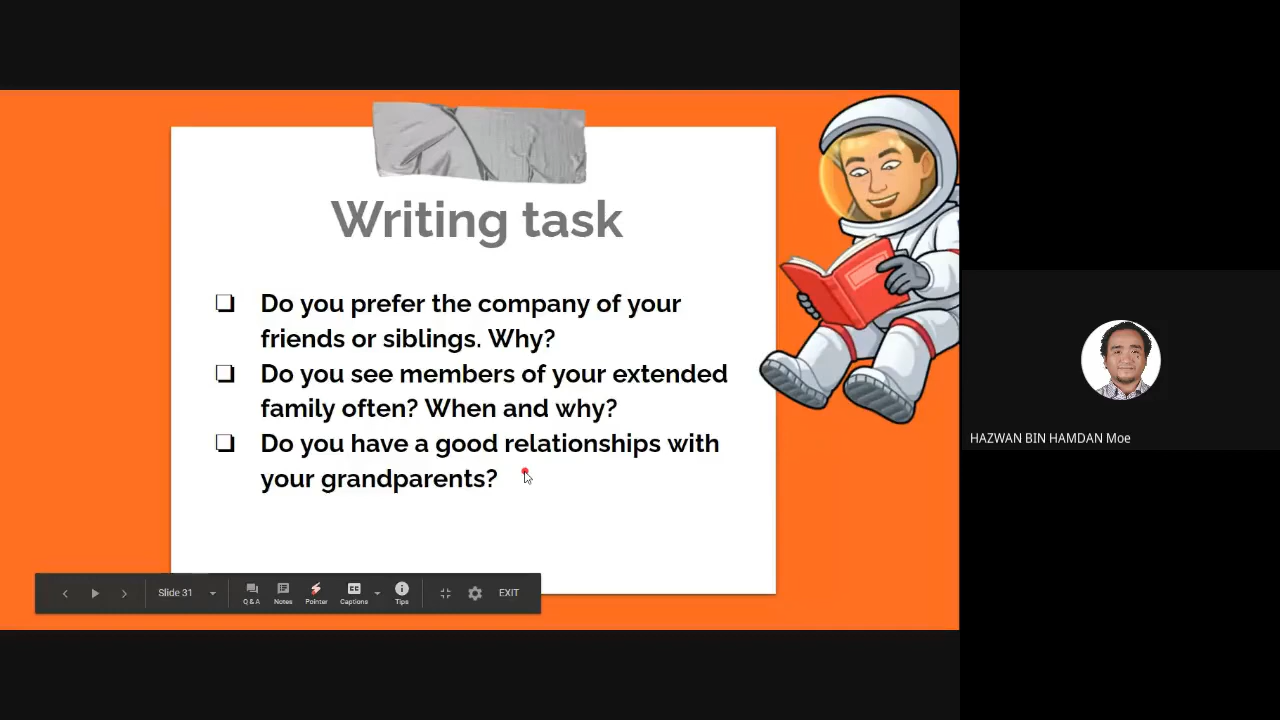 Writing task
❏ Do you prefer the company of your
friends or siblings. Why?
❏ Do you see members of your extended
family often? When and why?
❏ Do you have a good relationships with
your grandparents?
HAZWAN BIN HAMDAN Moe
Slide 31
Q & A
Notes
Pointer
Captions
Tips
EXIT